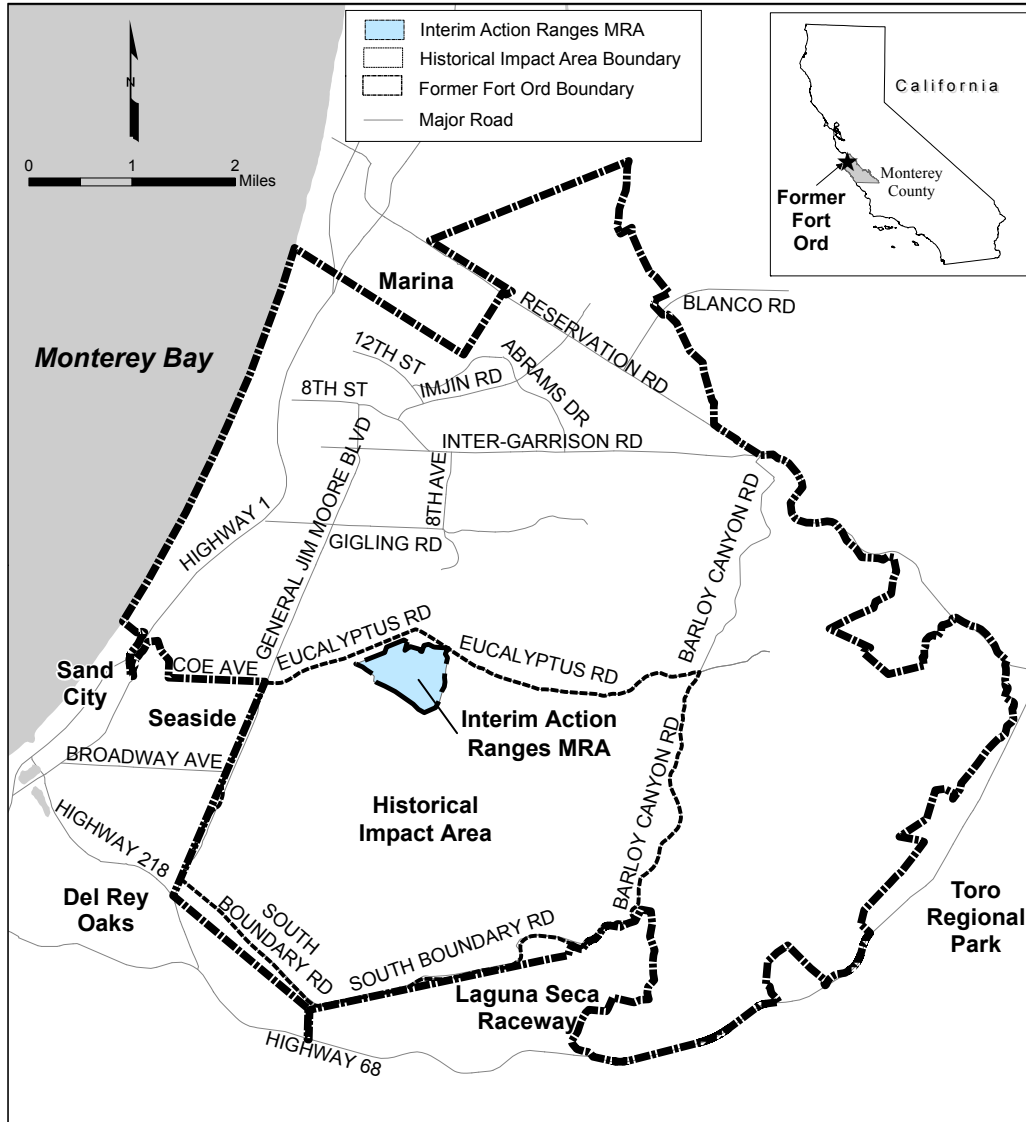 Interim Action Ranges MRA
Historical Impact Area Boundary
Former Fort Ord Boundary
Major Road
N
0
1
2
Miles
California
Monterey
County
Former
Fort
Ord
Marina
RESERVATION RD
BLANCO RD
Monterey Bay
12TH ST
IMJIN RD
ABRAMS DR
8TH ST
INTER-GARRISON RD
GENERAL JIM MOORE BLVD
8TH AVE
HIGHWAY 1
GIGLING RD
BARLOY CANYON RD
EUCALYPTUS RD
EUCALYPTUS RD
COE AVE
Sand
City
Seaside
Interim Action
Ranges MRA
BROADWAY AVE
BARLOY CANYON RD
Historical
Impact Area
HIGHWAY 218
Del Rey
Oaks
SOUTH
BOUNDARY RD
SOUTH BOUNDARY RD
Toro
Regional
Park
Laguna Seca
Raceway
HIGHWAY 68